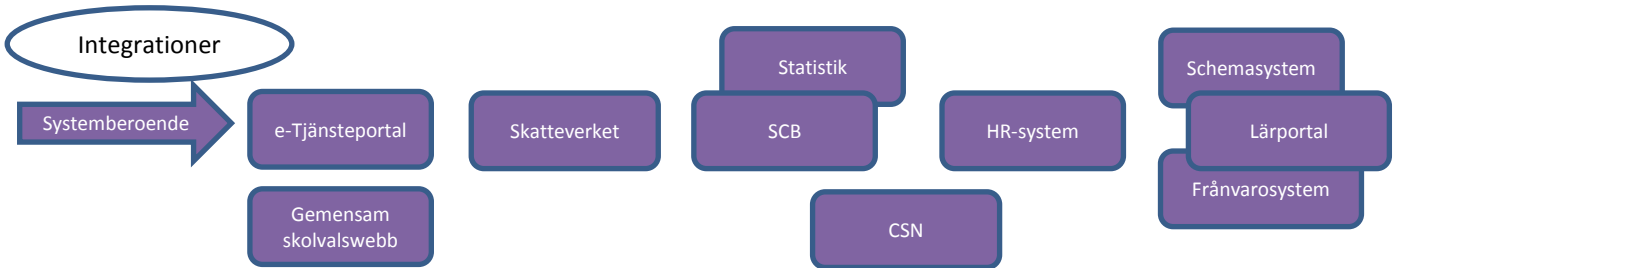 Integrationer
Systemberoende
e-Tjänsteportal
Gemensam
skolvalswebb
Skatteverket
Statistik
SCB
CSN
HR-system
Schemasystem
Lärportal
Frånvarosystem